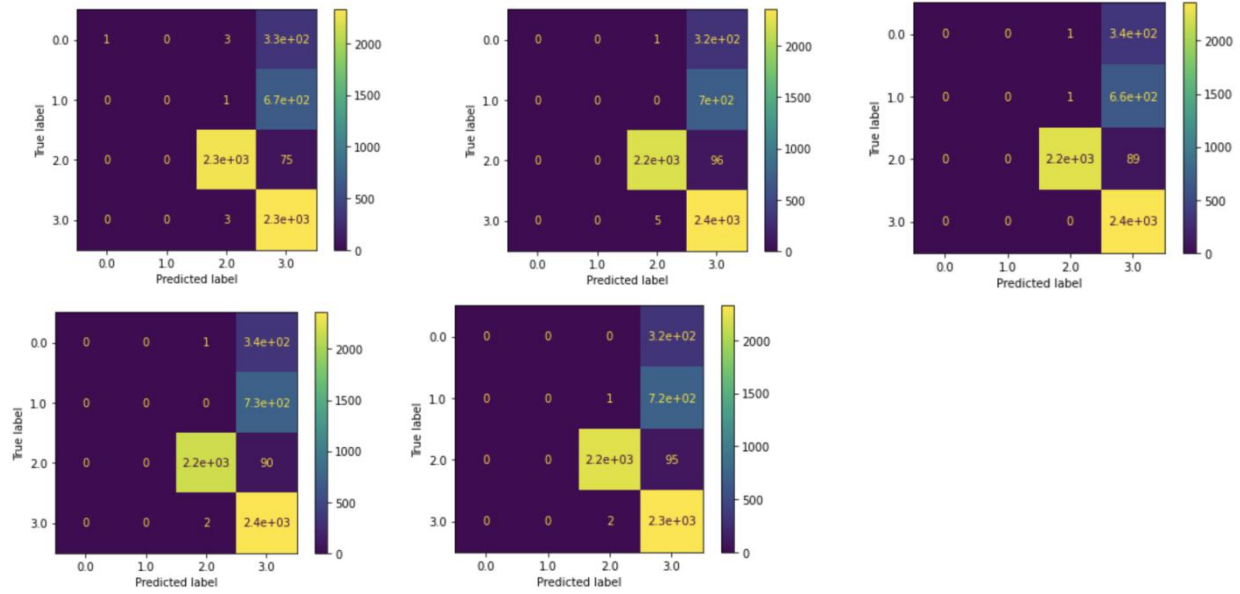 0.0 1 0 3 3.3e+02
1.0 0 0 1 6.7e+02
2.0 0 0 2.3e+03 75
3.0 0 0 3 2.3e+03
0.0 1.0 2.0 3.0
Predicted label
True label
2000
1500
1000
500
0
0.0 0 0 1 3.2e+02
1.0 0 0 0 7e+02
2.0 0 0 2.2e+03 96
3.0 0 0 5 2.4e+03
0.0 1.0 2.0 3.0
Predicted label
True label
2000
1500
1000
500
0
0.0 0 0 1 3.4e+02
1.0 0 0 1 6.6e+02
2.0 0 0 2.2e+03 89
3.0 0 0 0 2.4e+03
0.0 1.0 2.0 3.0
Predicted label
True label
2000
1500
1000
500
0
0.0 0 0 1 3.4e+02
1.0 0 0 0 7.3e+02
2.0 0 0 2.2e+03 90
3.0 0 0 2 2.4e+03
0.0 1.0 2.0 3.0
Predicted label
True label
2000
1500
1000
500
0
0.0 0 0 0 3.2e+02
1.0 0 0 1 7.2e+02
2.0 0 0 2.2e+03 95
3.0 0 0 2 2.3e+03
0.0 1.0 2.0 3.0
Predicted label
True label
2000
1500
1000
500
0